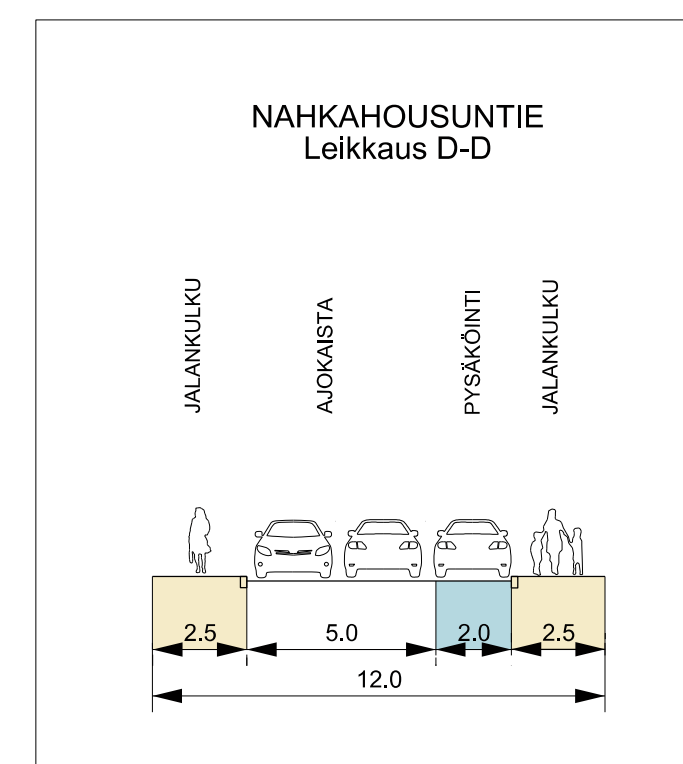 NAHKAHOUSUNTIE
Leikkaus D-D
JALANKULKU
AJOKAISTA
PYSÄKÖINTI
JALANKULKU
2.5
5.0
2.0
2.5
12.0